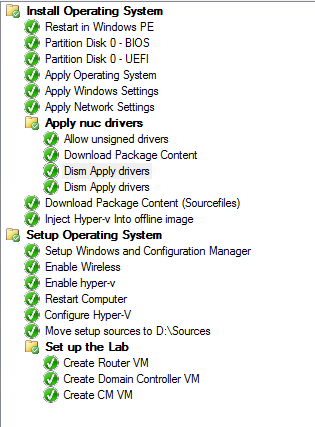 Install Operating System
Restart in Windows PE
Partition Disk 0 - BIOS
Partition Disk 0 - UEFI
Apply Operating System
Apply Windows Settings
Apply Network Settings
Apply nuc drivers
Allow unsigned drivers
Download Package Content
Dism Apply drivers
Dism Apply drivers
Download Package Content (Sourcefiles)
Inject Hyper-v Into offline image
Setup Operating System
Setup Windows and Configuration Manager
Enable Wireless
Enable hyper-v
Restart Computer
Configure Hyper-V
Move setup sources to D:\Sources
Set up the Lab
Create Router VM
Create Domain Controller VM
Create CM VM